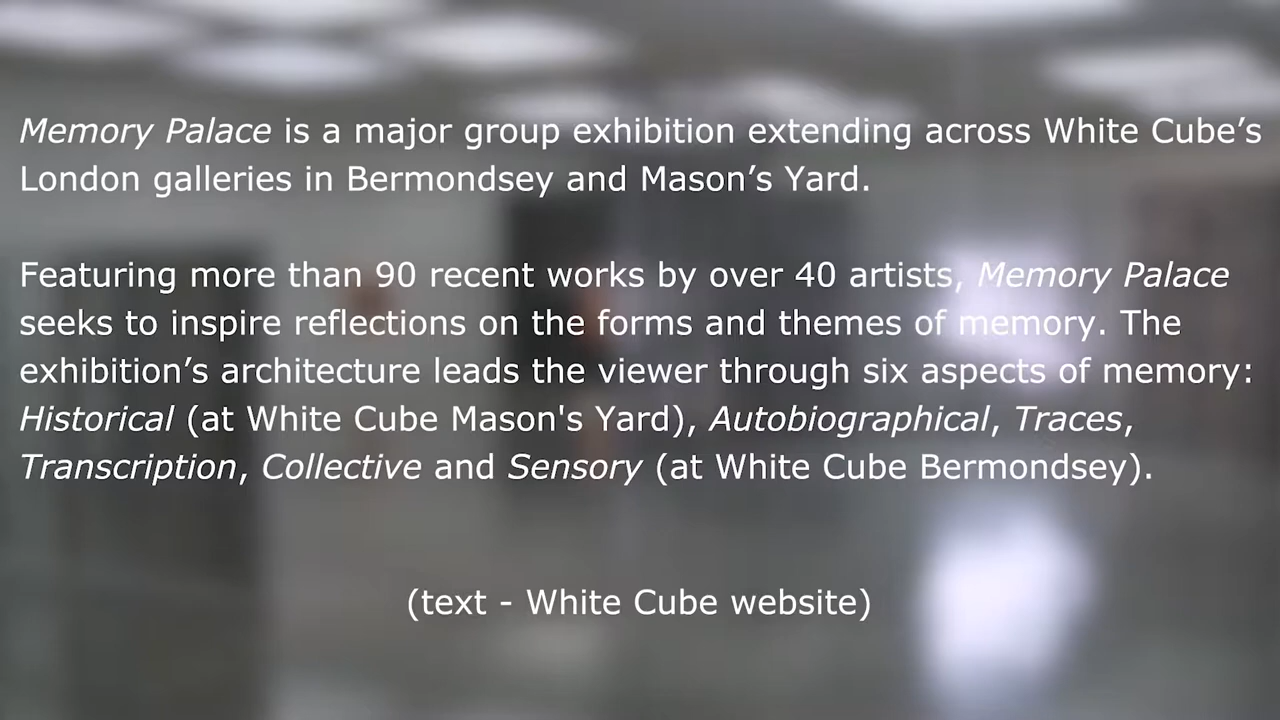 Memory Palace is a major group exhibition extending across White Cube’s
London galleries in Bermondsey and Mason’s Yard.
Featuring more than 90 recent works by over 40 artists, Memory Palace
seeks to inspire reflections on the forms and themes of memory. The
exhibition’s architecture leads the viewer through six aspects of memory:
Historical (at White Cube Mason's Yard), Autobiographical, Traces,
Transcription, Collective and Sensory (at White Cube Bermondsey).
(text - White Cube website)